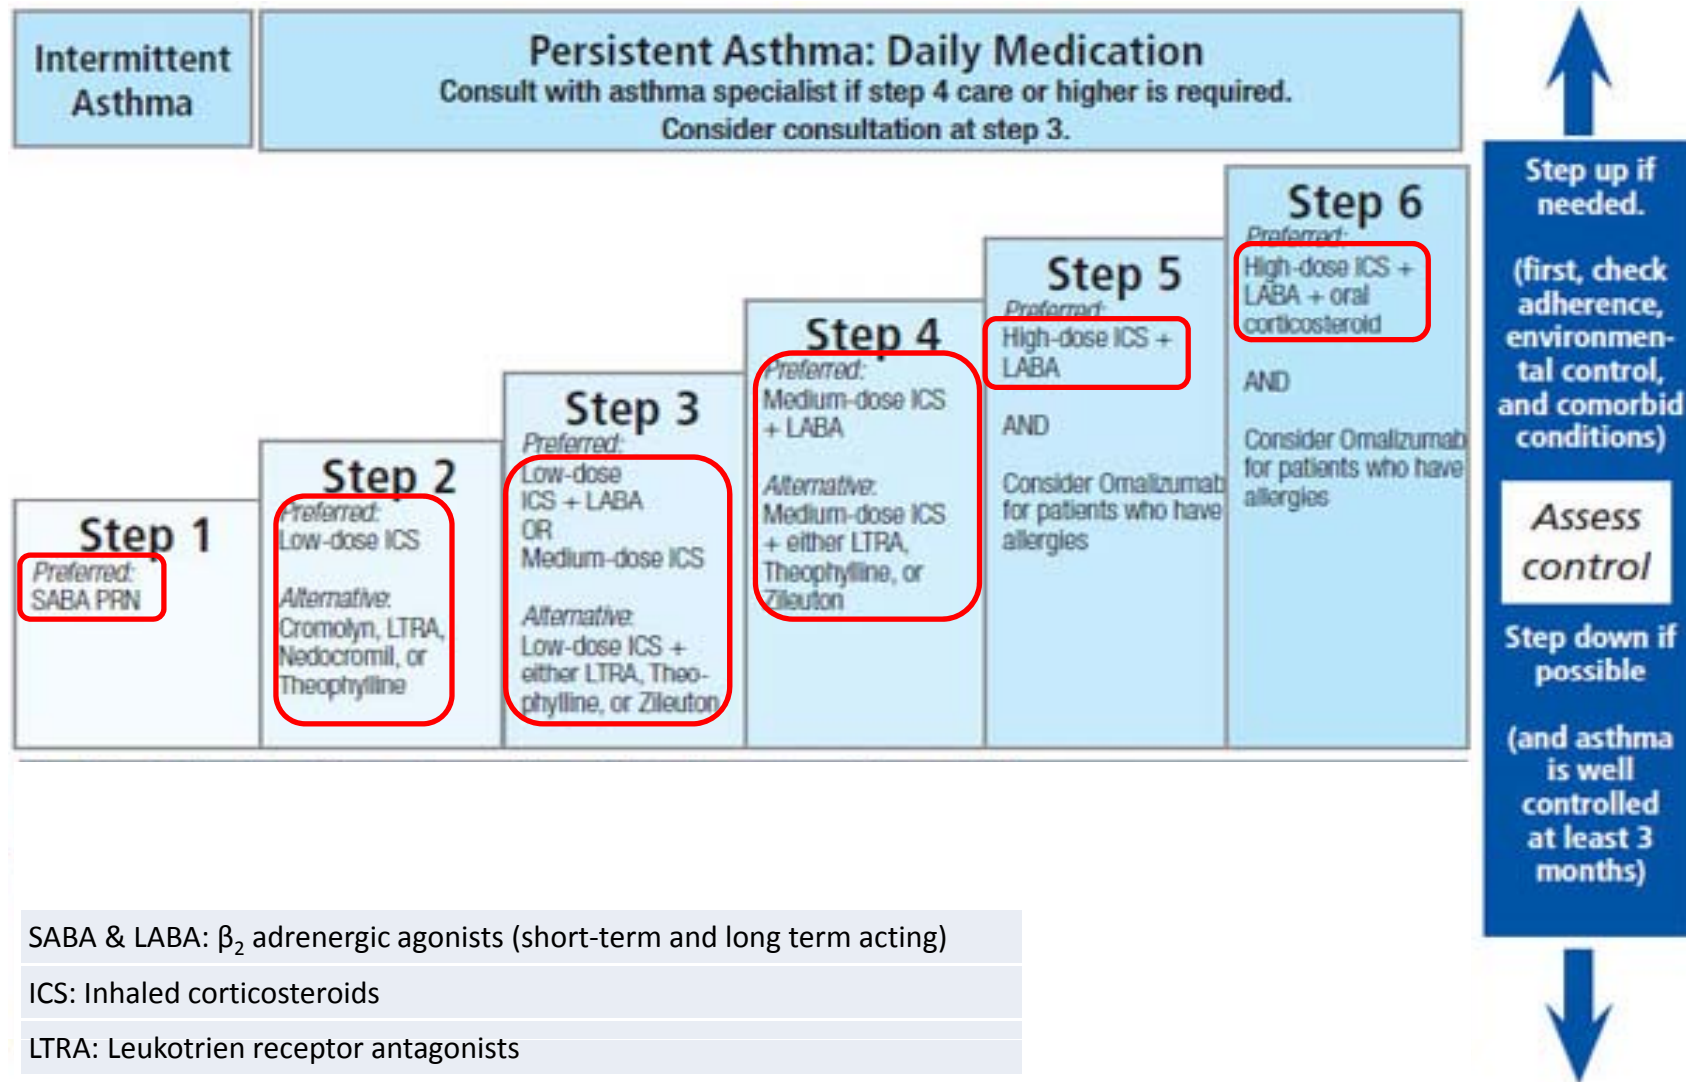 Intermittent
Asthma
Persistent Asthma: Daily Medication
Consult with asthma specialist if step 4 care or higher is required.
Consider consultation at step 3.
Step 1
Preferred:
SABA PRN
Step 2
Preferred:
Low-dose ICS
Alternative:
Cromolyn, LTRA,
Nedocromil, or
Theophylline
Step 3
Preferred:
Low-dose
ICS + LABA
OR
Medium-dose ICS
Alternative:
Low-dose ICS +
either LTRA, Theo-
phylline, or Zileuton
Step 4
Preferred:
Medium-dose ICS
+ LABA
Alternative:
Medium-dose ICS
+ either LTRA,
Theophylline, or
Zileuton
Step 5
Preferred:
High-dose ICS +
LABA
AND
Consider Omalizumab
for patients who have
allergies
Step 6
Preferred:
High-dose ICS +
LABA + oral
corticosteroid
AND
Consider Omalizumab
for patients who have
allergies
Step up if
needed.
(first, check
adherence,
environmen-
tal control,
and comorbid
conditions)
Assess
control
Step down if
possible
(and asthma
is well
controlled
at least 3
months)
SABA & LABA: β₂ adrenergic agonists (short-term and long term acting)
ICS: Inhaled corticosteroids
LTRA: Leukotrien receptor antagonists